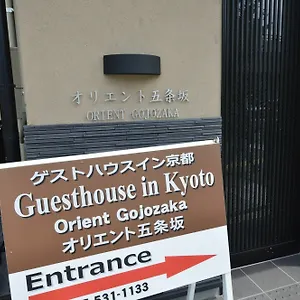 オリエント五条坂
ORIENT GOJOZAKA
ゲストハウスイン京都
Guesthouse in Kyoto
Orient Gojozaka
オリエント五条坂
Entrance
531-1133